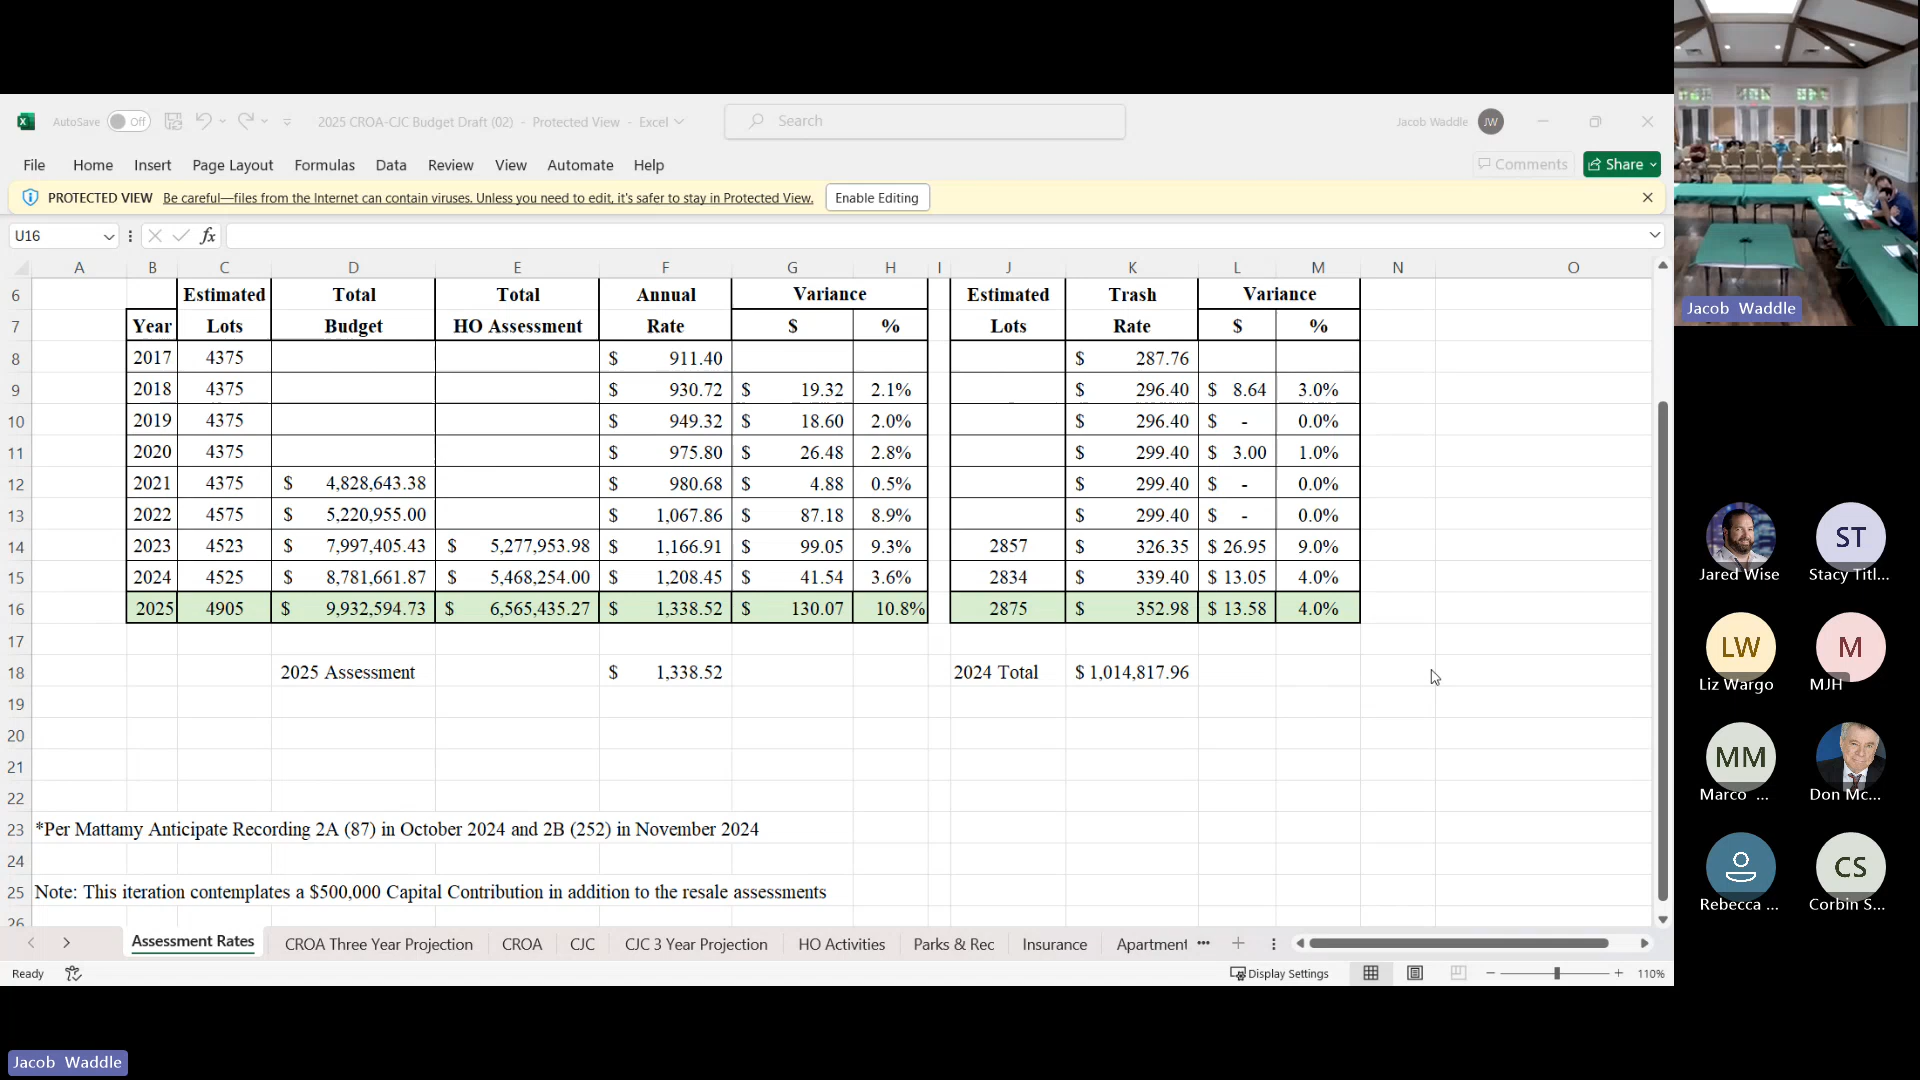 AutoSave Off 2025 CROA-CJC Budget Draft (02) - Protected View - Excel Search Jacob Waddle JW
File Home Insert Page Layout Formulas Data Review View Automate Help Comments Share
PROTECTED VIEW Be careful—files from the Internet can contain viruses. Unless you need to edit, it's safer to stay in Protected View. Enable Editing
U16 fx
A B C D E F G H I J K L M N O
6 Estimated Total Total Annual Variance Estimated Trash Variance
7 Year Lots Budget HO Assessment Rate $ % Lots Rate $ %
8 2017 4375 $ 911.40 $ 287.76
9 2018 4375 $ 930.72 $ 19.32 2.1% $ 296.40 $ 8.64 3.0%
10 2019 4375 $ 949.32 $ 18.60 2.0% $ 296.40 $ - 0.0%
11 2020 4375 $ 975.80 $ 26.48 2.8% $ 299.40 $ 3.00 1.0%
12 2021 4375 $ 4,828,643.38 $ 980.68 $ 4.88 0.5% $ 299.40 $ - 0.0%
13 2022 4575 $ 5,220,955.00 $ 1,067.86 $ 87.18 8.9% $ 299.40 $ - 0.0%
14 2023 4523 $ 7,997,405.43 $ 5,277,953.98 $ 1,166.91 $ 99.05 9.3% 2857 $ 326.35 $ 26.95 9.0%
15 2024 4525 $ 8,781,661.87 $ 5,468,254.00 $ 1,208.45 $ 41.54 3.6% 2834 $ 339.40 $ 13.05 4.0%
16 2025 4905 $ 9,932,594.73 $ 6,565,435.27 $ 1,338.52 $ 130.07 10.8% 2875 $ 352.98 $ 13.58 4.0%
17
18 2025 Assessment $ 1,338.52 2024 Total $ 1,014,817.96
19
20
21
22
23 *Per Mattamy Anticipate Recording 2A (87) in October 2024 and 2B (252) in November 2024
24
25 Note: This iteration contemplates a $500,000 Capital Contribution in addition to the resale assessments
26
Assessment Rates CROA Three Year Projection CROA CJC CJC 3 Year Projection HO Activities Parks & Rec Insurance Apartment ...
Ready Display Settings 110%
Jacob Waddle
Jacob Waddle
Jared Wise
ST
Stacy Titl...
LW
Liz Wargo
M
MJH
MM
Marco ...
Don Mc...
Rebecca ...
CS
Corbin S...